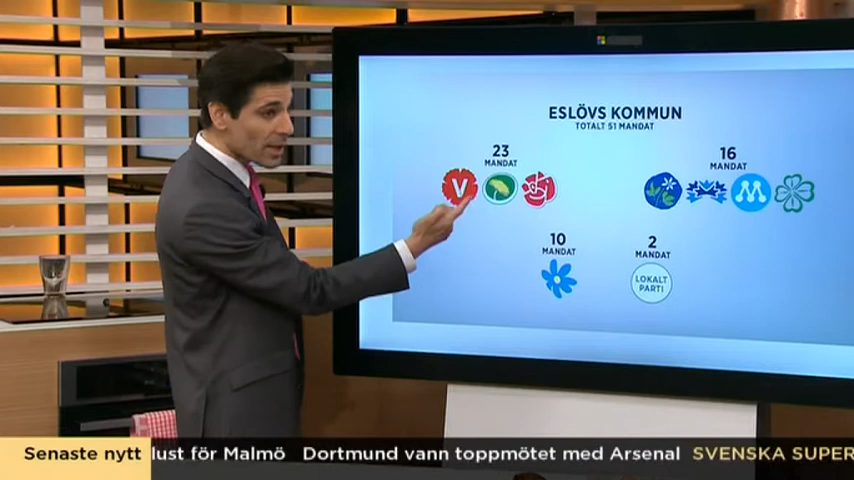 ESLÖVS KOMMUN
TOTALT 51 MANDAT
23
MANDAT
16
MANDAT
V
M
10
MANDAT
2
MANDAT
LOKALT
PARTI
Senaste nytt lust för Malmö Dortmund vann toppmötet med Arsenal SVENSKA SUPER